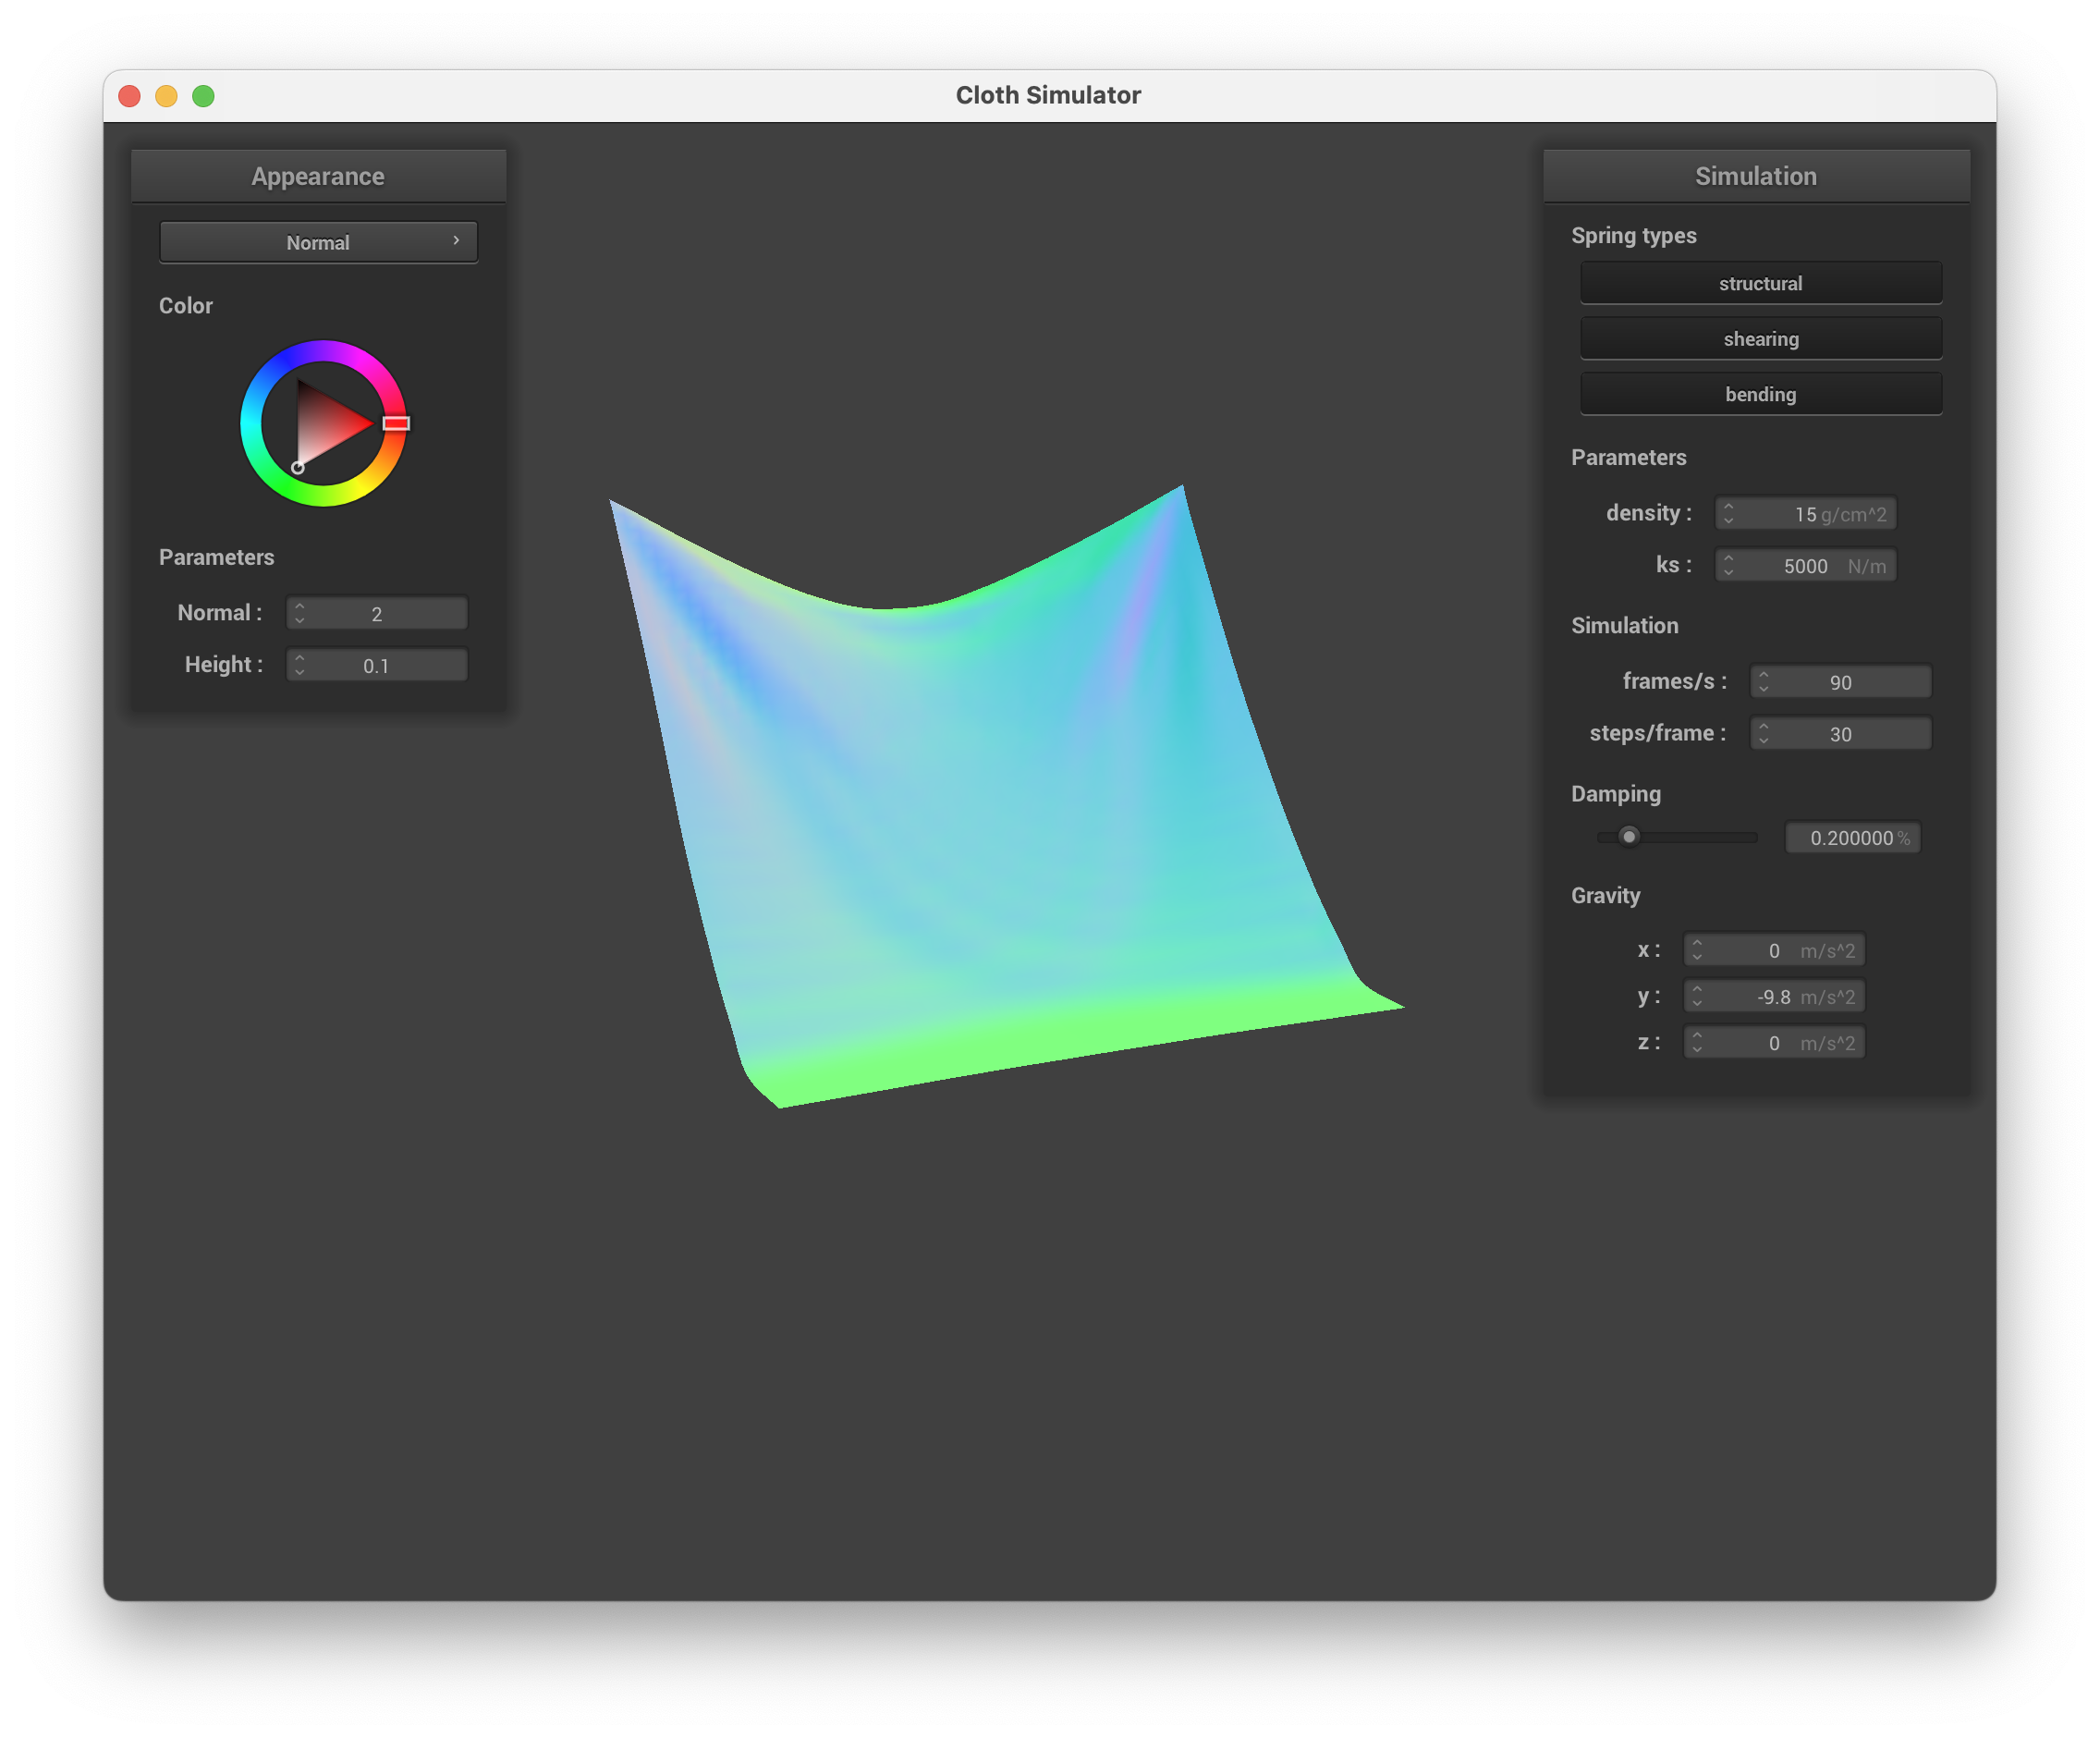 Cloth Simulator
Appearance
Normal
Color
Parameters
Normal : 2
Height : 0.1
Simulation
Spring types
structural
shearing
bending
Parameters
density : 15 g/cm^2
ks : 5000 N/m
Simulation
frames/s : 90
steps/frame : 30
Damping
0.200000 %
Gravity
x : 0 m/s^2
y : -9.8 m/s^2
z : 0 m/s^2